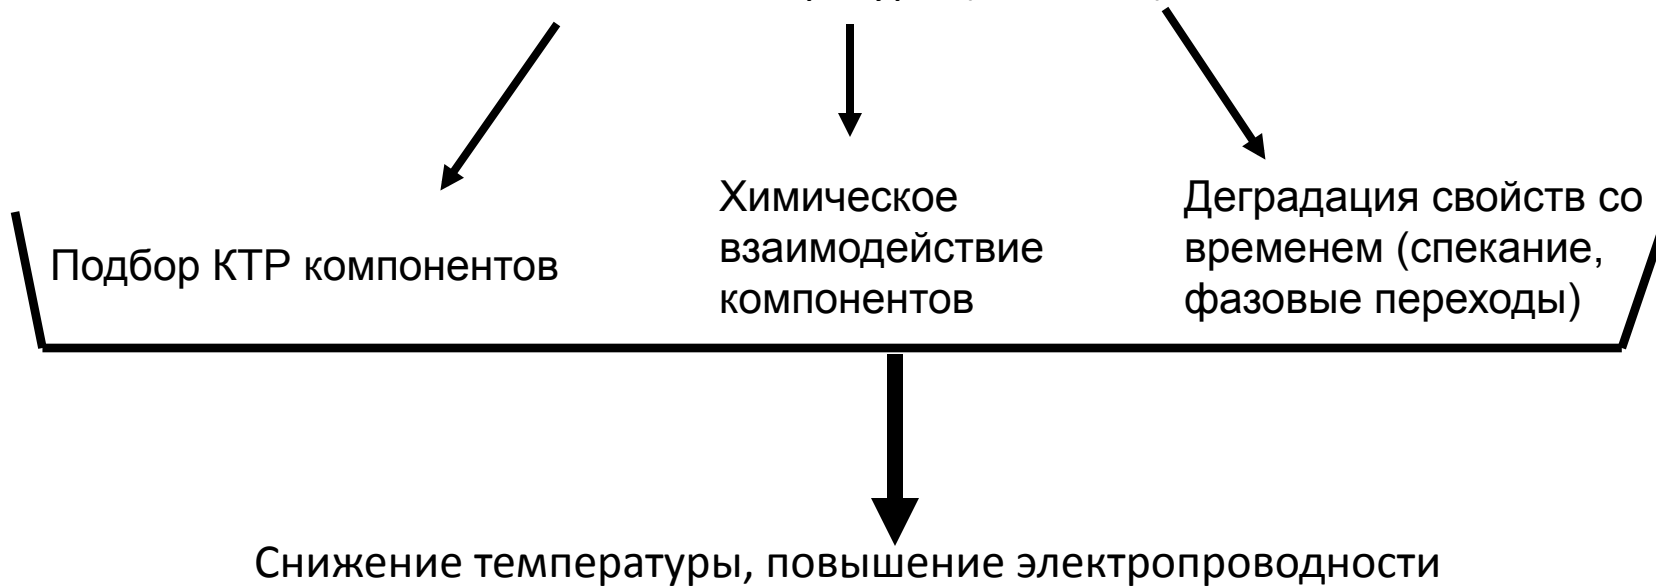 Подбор КТР компонентов
Химическое
взаимодействие
компонентов
Деградация свойств со
временем (спекание,
фазовые переходы)
Снижение температуры, повышение электропроводности